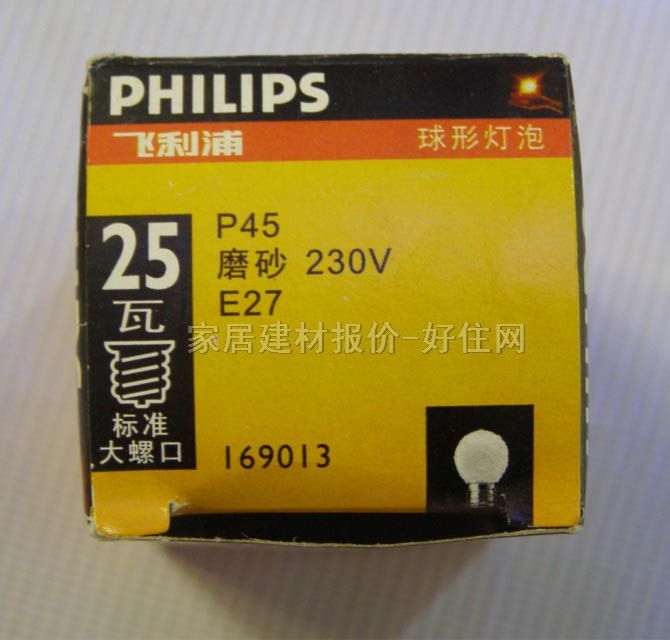 PHILIPS
飞利浦
球形灯泡
25
瓦
标准
大螺口
P45
磨砂 230V
E27
家居建材报价-好住网
169013